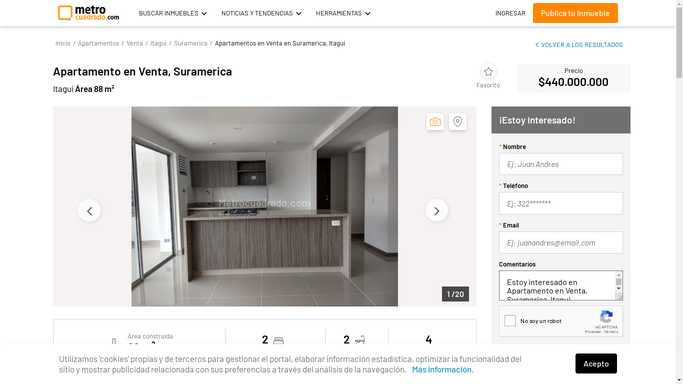 metro
cuadrado.com
BUSCAR INMUEBLES
NOTICIAS Y TENDENCIAS
HERRAMIENTAS
INGRESAR
Publica tu inmueble
Inicio / Apartamentos / Venta / Itagui / Suramerica / Apartamentos en Venta en Suramerica, Itagui
VOLVER A LOS RESULTADOS
Apartamento en Venta, Suramerica
Itagui Área 88 m²
Favorito
Precio
$440.000.000
Metrocuadrado.com
1 / 20
¡Estoy Interesado!
* Nombre
Ej: Juan Andres
* Teléfono
Ej: 322*******
* Email
Ej: juanandres@email.com
Comentarios
Estoy interesado en
Apartamento en Venta,
Suramerica, Itagui
No soy un robot
reCAPTCHA
Privacidad - Términos
Área construida
2
2
4
Utilizamos 'cookies' propias y de terceros para gestionar el portal, elaborar información estadística, optimizar la funcionalidad del
sitio y mostrar publicidad relacionada con sus preferencias a través del análisis de la navegación. Más información.
Acepto